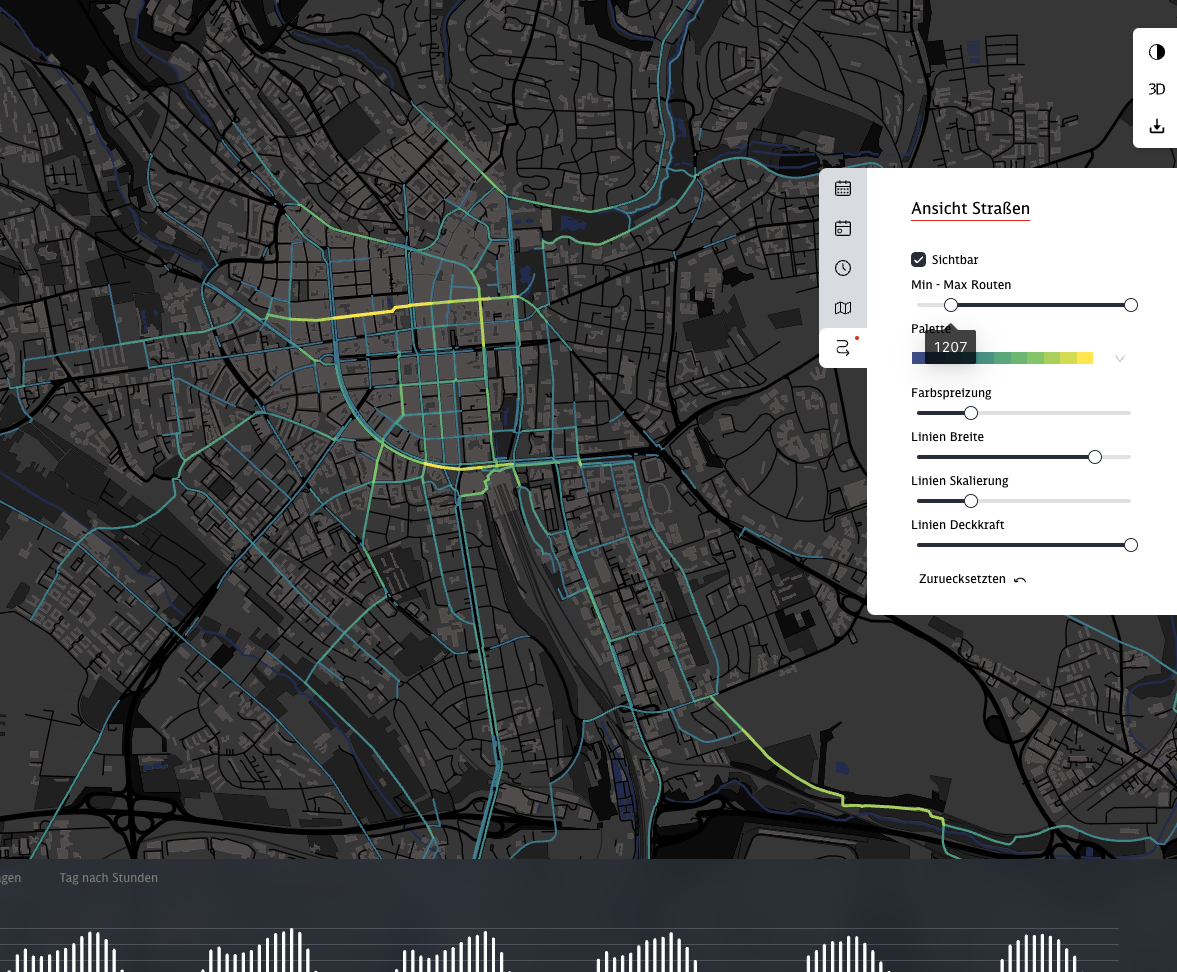 3D
Ansicht Straßen
Sichtbar
Min - Max Routen
Palette
1207
Farbspreizung
Linien Breite
Linien Skalierung
Linien Deckkraft
Zuruecksetzten
Tag nach Stunden